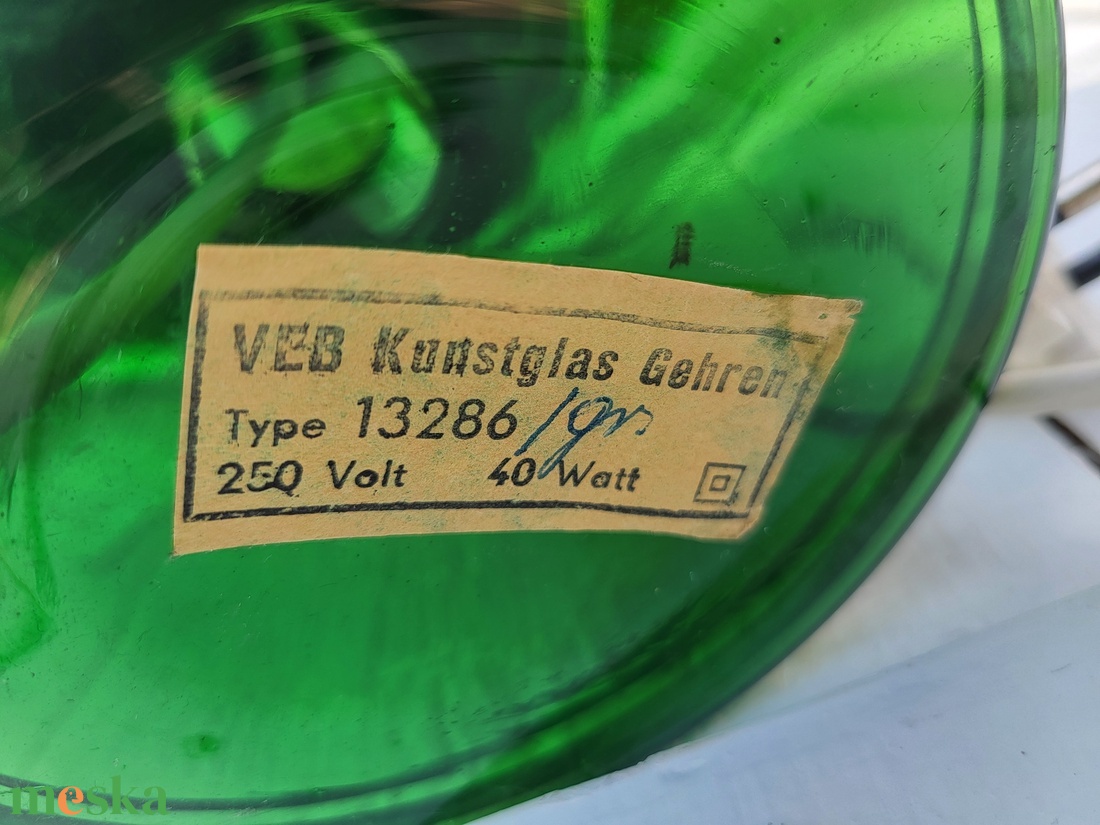 VEB Kunstglas Gehren
Type 13286
250 Volt 40 Watt
meska